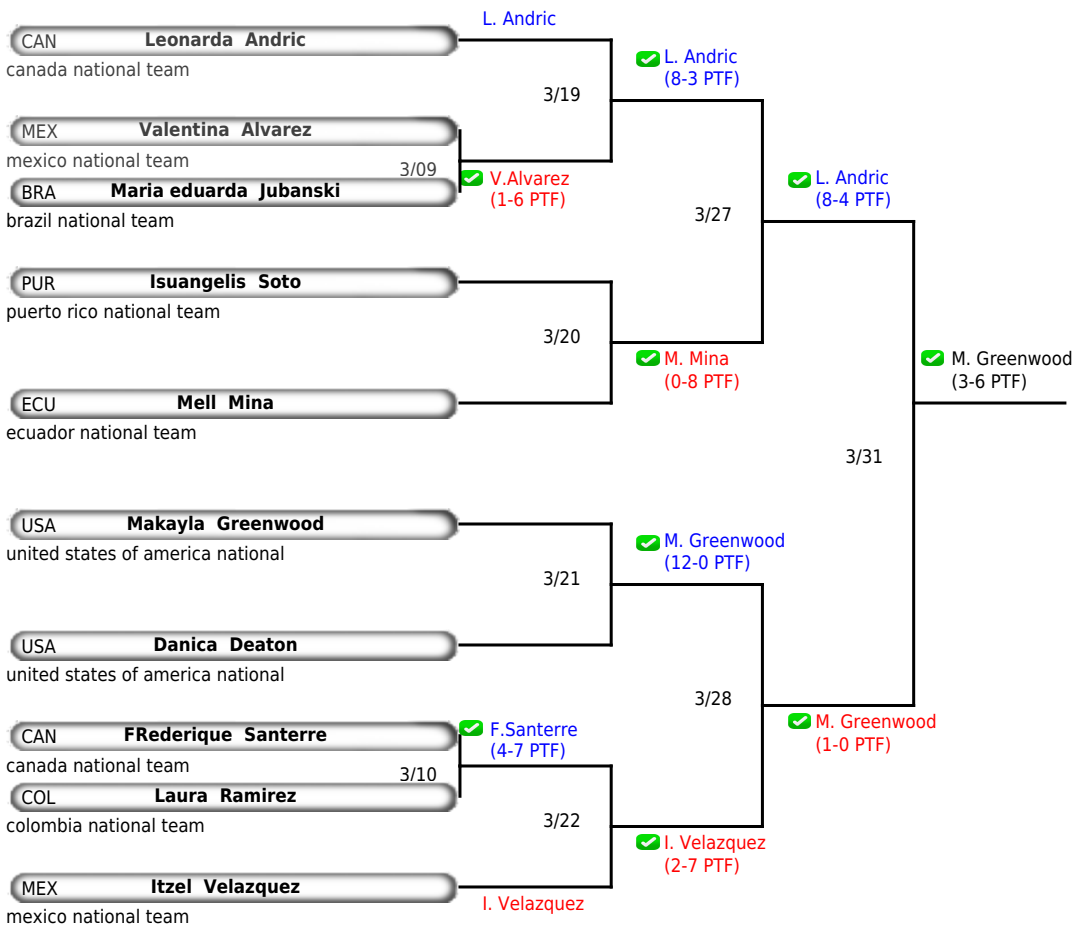 L. Andric
CAN Leonarda Andric
canada national team
3/19
L. Andric
(8-3 PTF)
MEX Valentina Alvarez
mexico national team
3/09
BRA Maria eduarda Jubanski
brazil national team
V.Alvarez
(1-6 PTF)
3/27
L. Andric
(8-4 PTF)
PUR Isuangelis Soto
puerto rico national team
3/20
M. Mina
(0-8 PTF)
ECU Mell Mina
ecuador national team
M. Greenwood
(3-6 PTF)
3/31
USA Makayla Greenwood
united states of america national
3/21
M. Greenwood
(12-0 PTF)
USA Danica Deaton
united states of america national
3/28
M. Greenwood
(1-0 PTF)
CAN FRederique Santerre
canada national team
3/10
F.Santerre
(4-7 PTF)
COL Laura Ramirez
colombia national team
3/22
I. Velazquez
(2-7 PTF)
MEX Itzel Velazquez
mexico national team
I. Velazquez